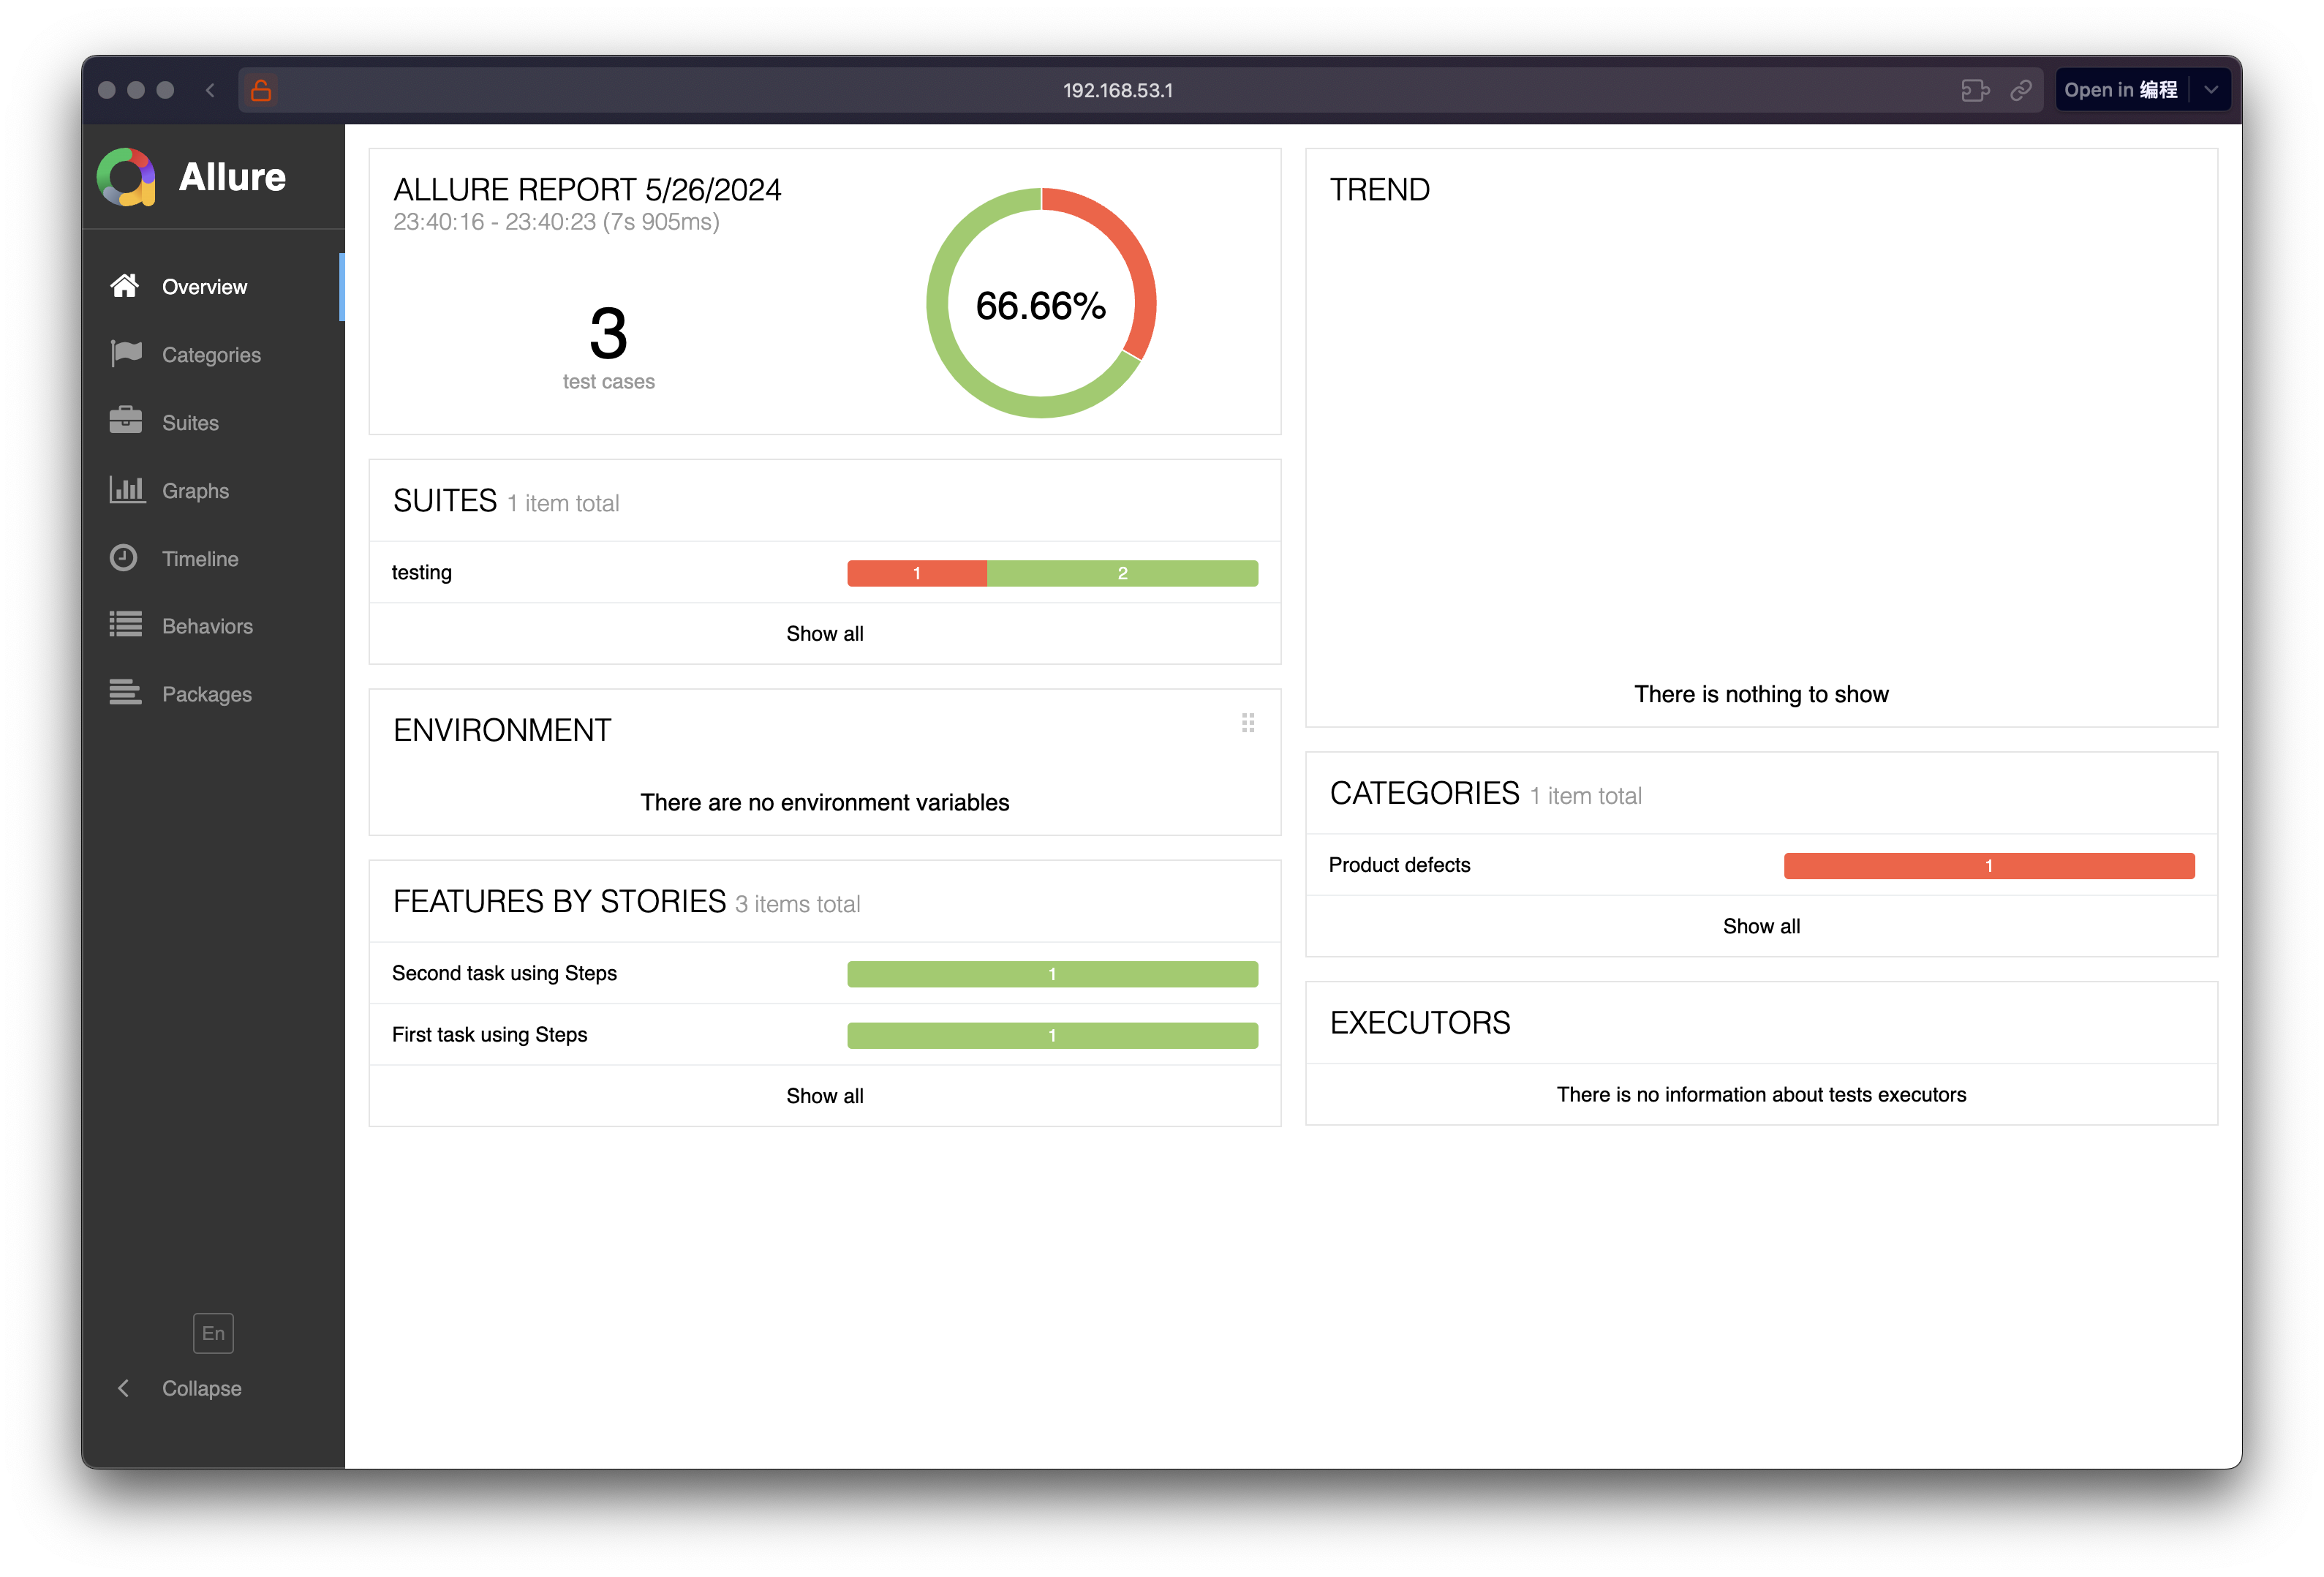 192.168.53.1
Open in 编程
Allure
Overview
Categories
Suites
Graphs
Timeline
Behaviors
Packages
En
Collapse
ALLURE REPORT 5/26/2024
23:40:16 - 23:40:23 (7s 905ms)
3
test cases
66.66%
SUITES 1 item total
testing 1 2
Show all
ENVIRONMENT
There are no environment variables
FEATURES BY STORIES 3 items total
Second task using Steps 1
First task using Steps 1
Show all
TREND
There is nothing to show
CATEGORIES 1 item total
Product defects 1
Show all
EXECUTORS
There is no information about tests executors